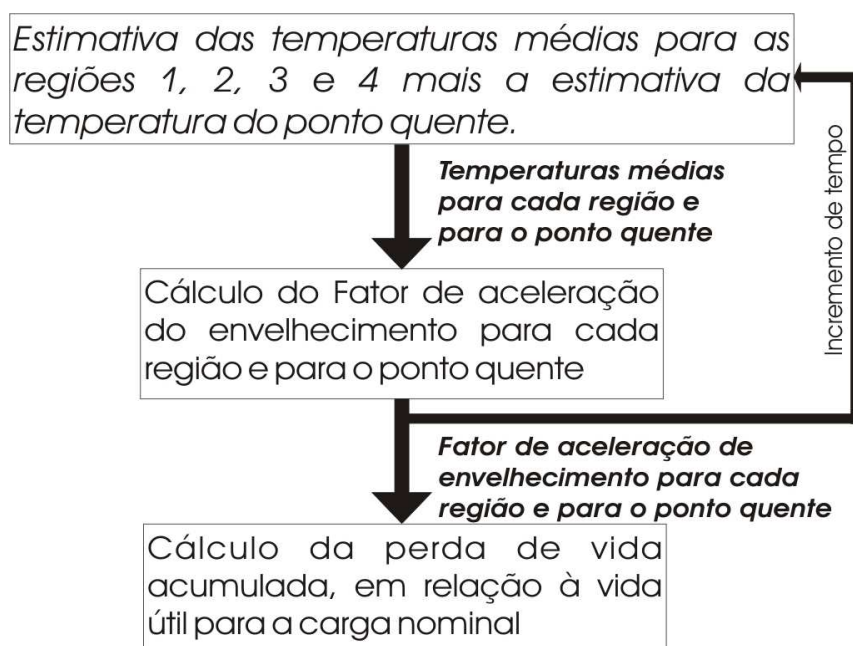 Estimativa das temperaturas médias para as
regiões 1, 2, 3 e 4 mais a estimativa da
temperatura do ponto quente.
Temperaturas médias
para cada região e
para o ponto quente
Incremento de tempo
Cálculo do Fator de aceleração
do envelhecimento para cada
região e para o ponto quente
Fator de aceleração de
envelhecimento para cada
região e para o ponto quente
Cálculo da perda de vida
acumulada, em relação à vida
útil para a carga nominal